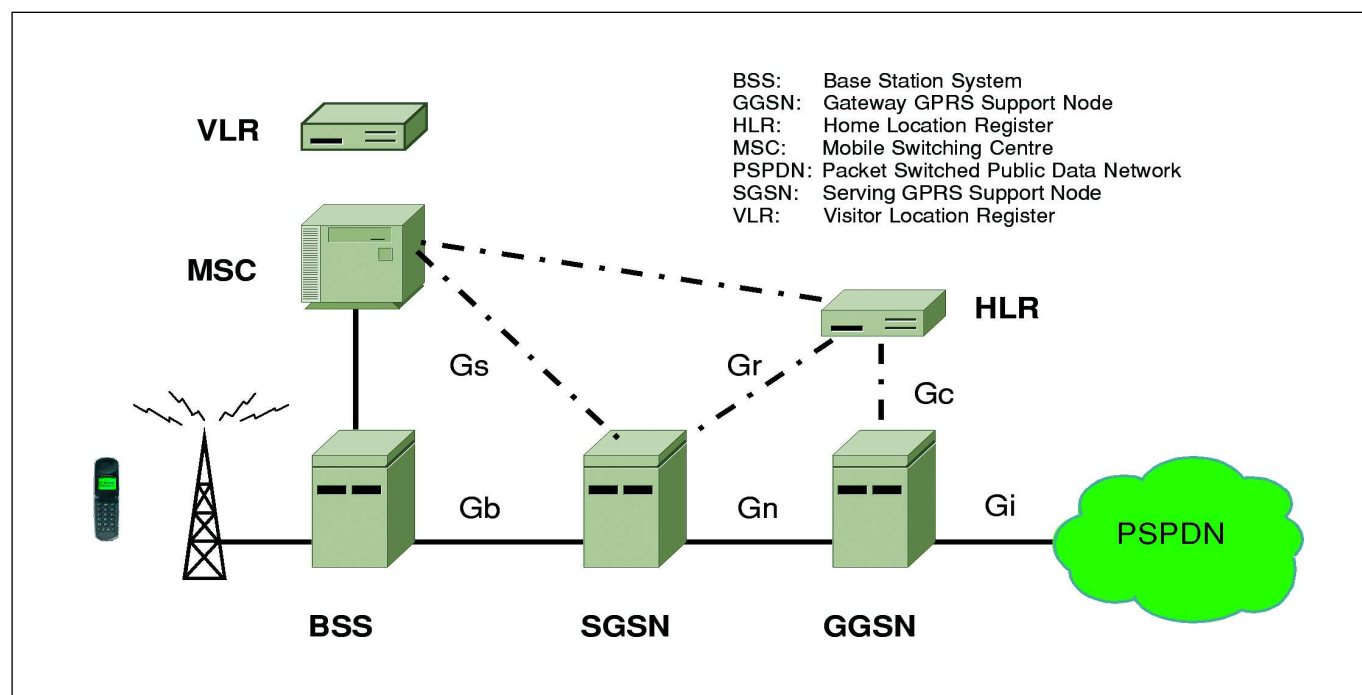 BSS: Base Station System
GGSN: Gateway GPRS Support Node
HLR: Home Location Register
MSC: Mobile Switching Centre
PSPDN: Packet Switched Public Data Network
SGSN: Serving GPRS Support Node
VLR: Visitor Location Register
VLR
MSC
HLR
Gs
Gr
Gc
Gb
Gn
Gi
PSPDN
BSS
SGSN
GGSN